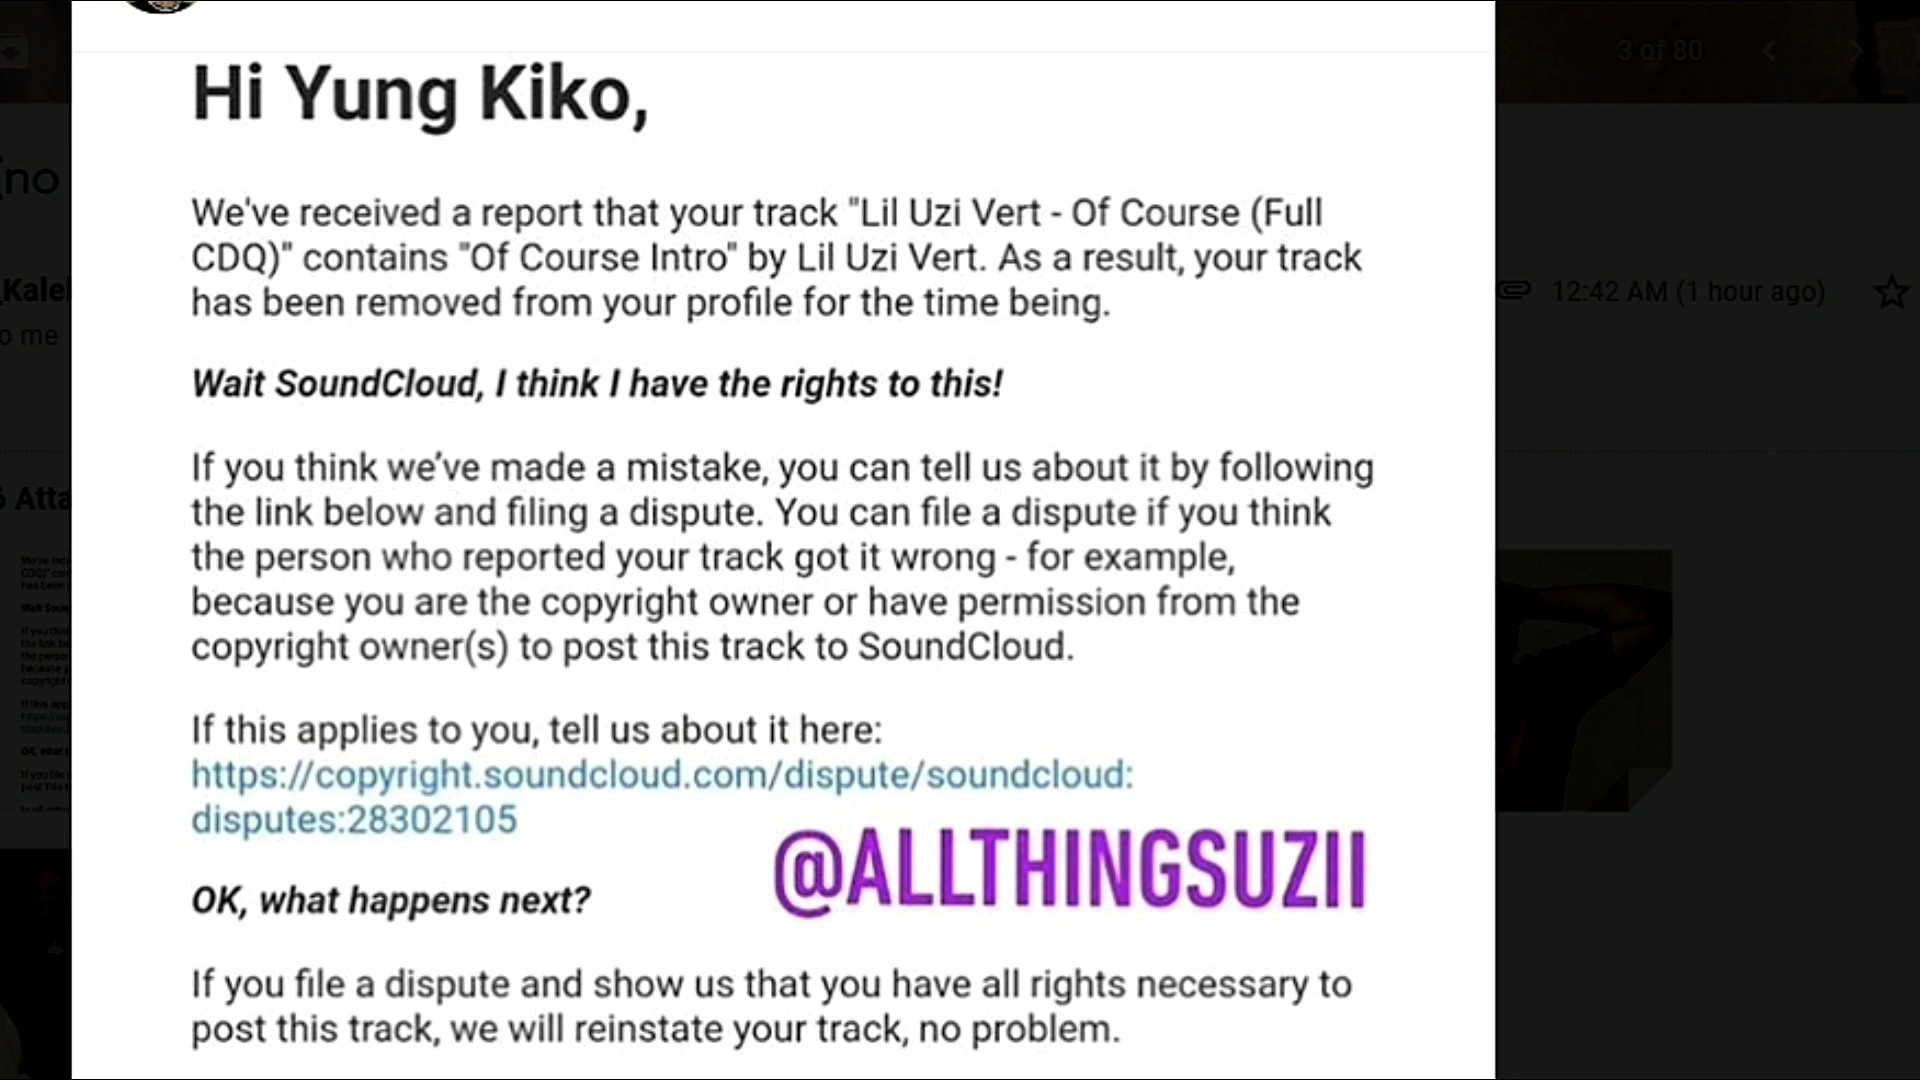 3 of 80
Hi Yung Kiko,
no
We've received a report that your track "Lil Uzi Vert - Of Course (Full
CDQ)" contains "Of Course Intro" by Lil Uzi Vert. As a result, your track
has been removed from your profile for the time being.
Kalel
12:42 AM (1 hour ago)
o me
Wait SoundCloud, I think I have the rights to this!
If you think we’ve made a mistake, you can tell us about it by following
the link below and filing a dispute. You can file a dispute if you think
the person who reported your track got it wrong - for example,
because you are the copyright owner or have permission from the
copyright owner(s) to post this track to SoundCloud.
6 Atta
If this applies to you, tell us about it here:
https://copyright.soundcloud.com/dispute/soundcloud:
disputes:28302105
@ALLTHINGSUZII
OK, what happens next?
If you file a dispute and show us that you have all rights necessary to
post this track, we will reinstate your track, no problem.